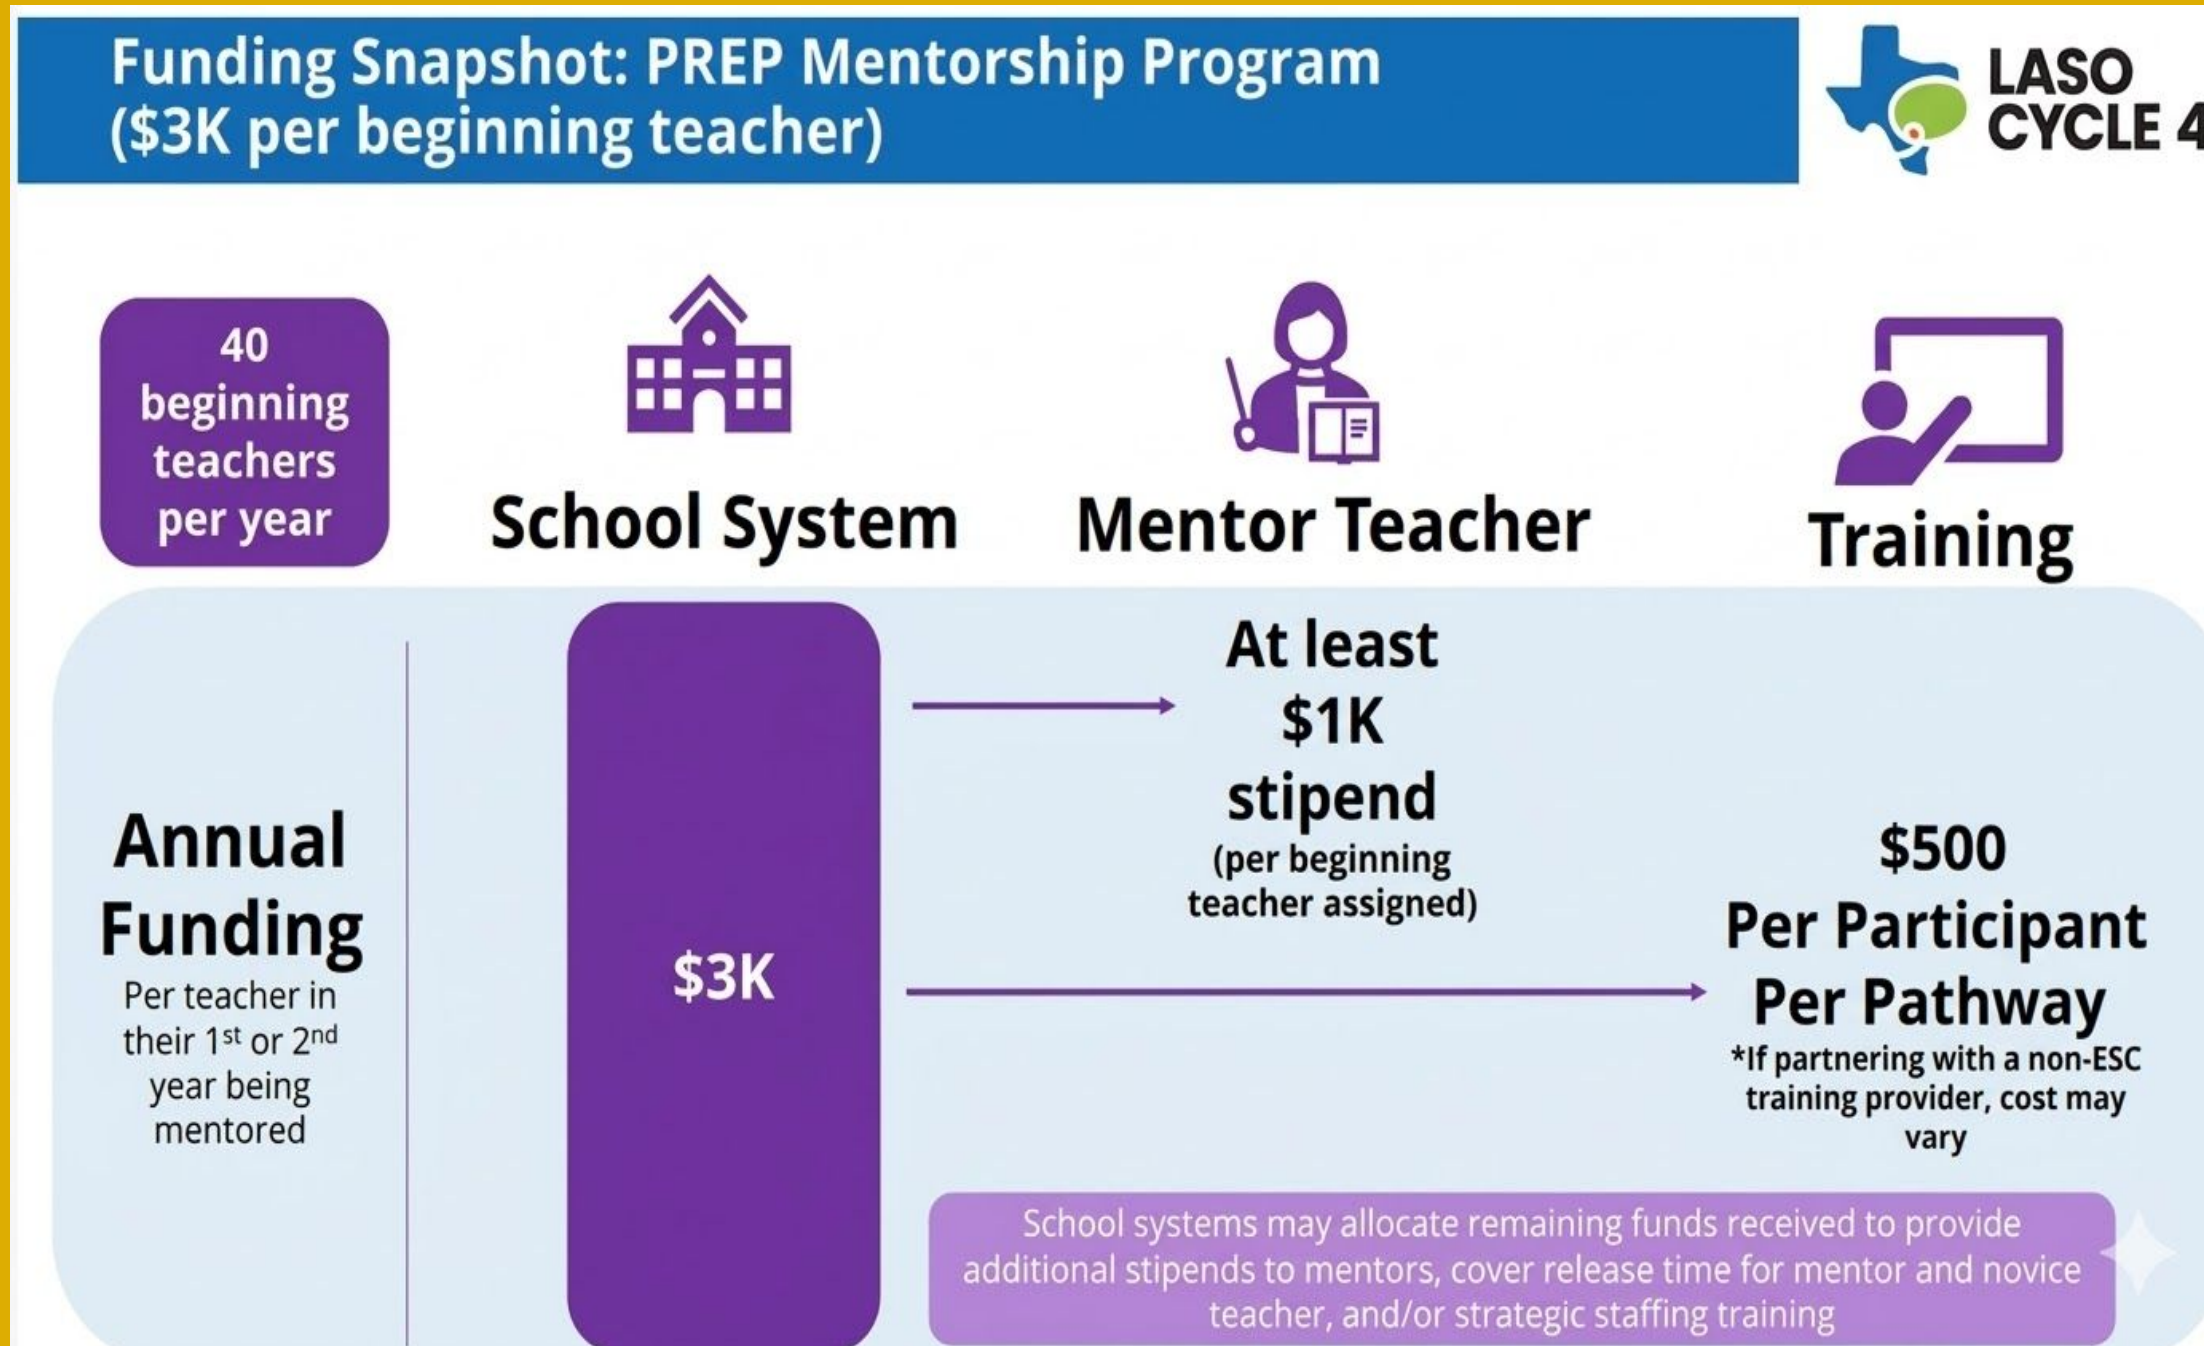 Funding Snapshot: PREP Mentorship Program
($3K per beginning teacher)
LASO
CYCLE 4
40
beginning
teachers
per year
School System
Mentor Teacher
Training
Annual
Funding
Per teacher in
their 1st or 2nd
year being
mentored
$3K
At least
$1K
stipend
(per beginning
teacher assigned)
$500
Per Participant
Per Pathway
*If partnering with a non-ESC
training provider, cost may
vary
School systems may allocate remaining funds received to provide
additional stipends to mentors, cover release time for mentor and novice
teacher, and/or strategic staffing training